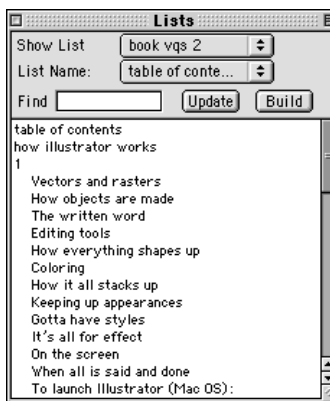 Lists
Show List book vqs 2
List Name: table of conte...
Find Update Build
table of contents
how illustrator works
1
Vectors and rasters
How objects are made
The written word
Editing tools
How everything shapes up
Coloring
How it all stacks up
Keeping up appearances
Gotta have styles
It's all for effect
On the screen
When all is said and done
To launch Illustrator (Mac OS):